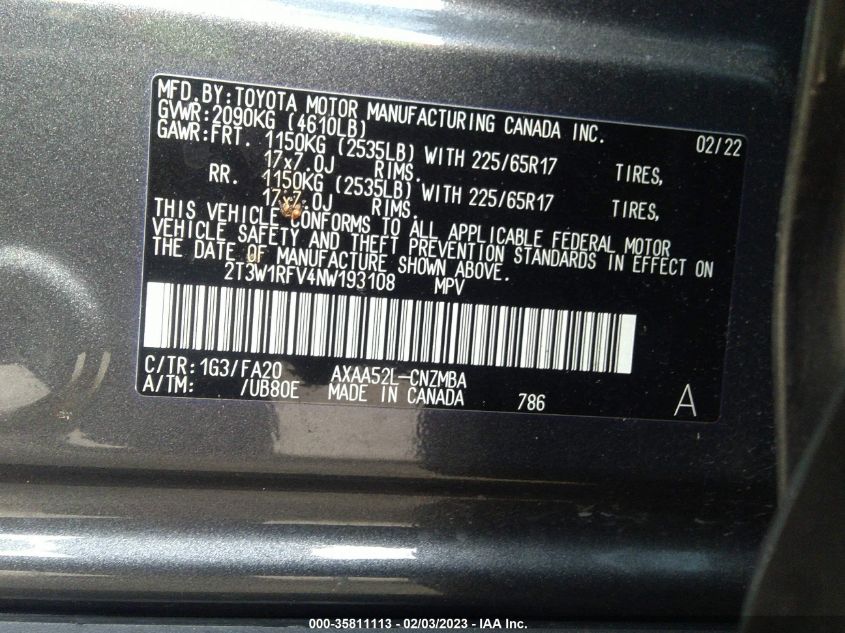 MFD.BY:TOYOTA MOTOR MANUFACTURING CANADA INC.
GVWR:2090KG (4610LB) 02/22
GAWR:FRT. 1150KG (2535LB) WITH 225/65R17 TIRES,
17x7.0J RIMS.
RR. 1150KG (2535LB) WITH 225/65R17 TIRES,
17x7.0J RIMS.
THIS VEHICLE CONFORMS TO ALL APPLICABLE FEDERAL MOTOR
VEHICLE SAFETY AND THEFT PREVENTION STANDARDS IN EFFECT ON
THE DATE OF MANUFACTURE SHOWN ABOVE.
2T3W1RFV4NW193108 MPV
C/TR:1G3/FA20 AXAA52L-CNZMBA
A/TM: /UB80E MADE IN CANADA 786 A
000-35811113 - 02/03/2023 - IAA Inc.